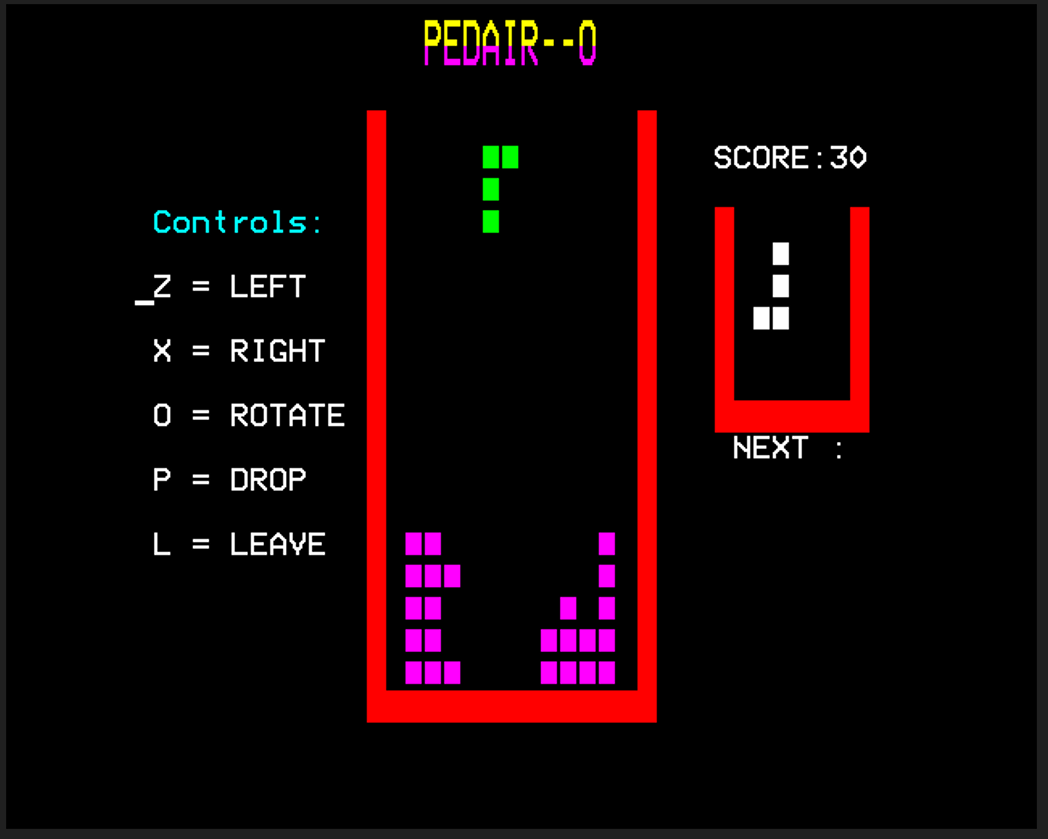 PEDAIR--O
SCORE:30
Controls:
Z = LEFT
X = RIGHT
O = ROTATE
P = DROP
L = LEAVE
NEXT :